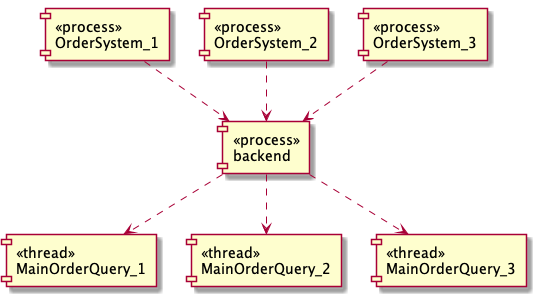 «process»
OrderSystem_1
«process»
OrderSystem_2
«process»
OrderSystem_3
«process»
backend
«thread»
MainOrderQuery_1
«thread»
MainOrderQuery_2
«thread»
MainOrderQuery_3